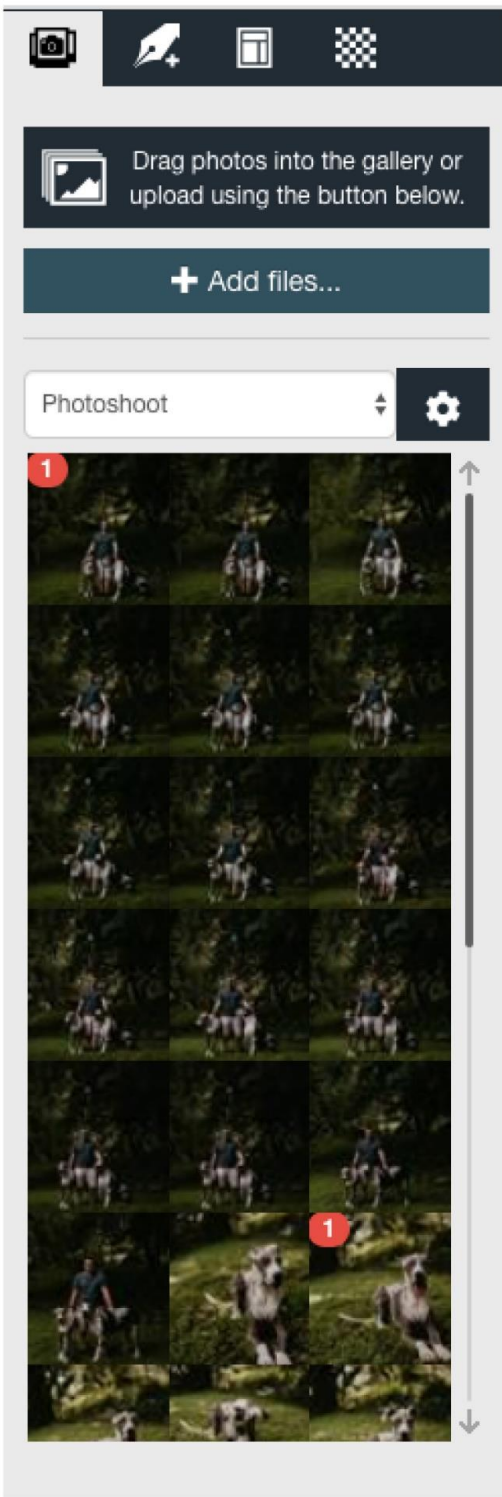 Drag photos into the gallery or
upload using the button below.
Add files...
Photoshoot
1
1